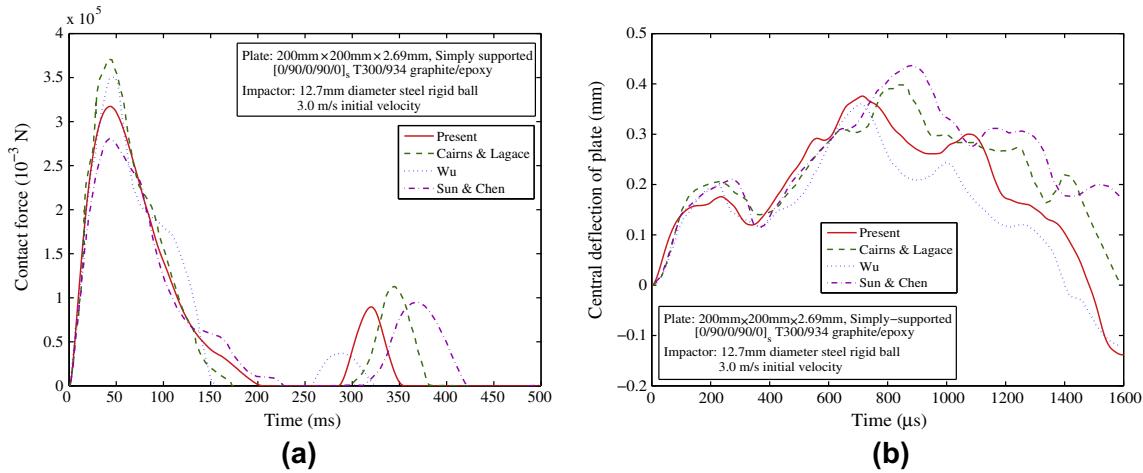 x 10⁵
4
3.5
3
2.5
2
1.5
1
0.5
0
Contact force (10⁻³ N)
Plate: 200mm×200mm×2.69mm, Simply supported
[0/90/0/90/0]ₛ T300/934 graphite/epoxy
Impactor: 12.7mm diameter steel rigid ball
3.0 m/s initial velocity
Present
Cairns & Lagace
Wu
Sun & Chen
0 50 100 150 200 250 300 350 400 450 500
Time (ms)
(a)
0.5
0.4
0.3
0.2
0.1
0
−0.1
−0.2
Central deflection of plate (mm)
Present
Cairns & Lagace
Wu
Sun & Chen
Plate: 200mm×200mm×2.69mm, Simply−supported
[0/90/0/90/0]ₛ T300/934 graphite/epoxy
Impactor: 12.7mm diameter steel rigid ball
3.0 m/s initial velocity
0 200 400 600 800 1000 1200 1400 1600
Time (μs)
(b)